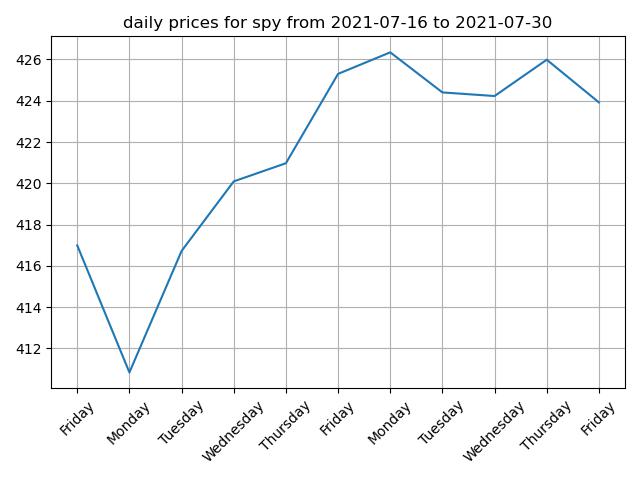 daily prices for spy from 2021-07-16 to 2021-07-30
426
424
422
420
418
416
414
412
Friday
Monday
Tuesday
Wednesday
Thursday
Friday
Monday
Tuesday
Wednesday
Thursday
Friday